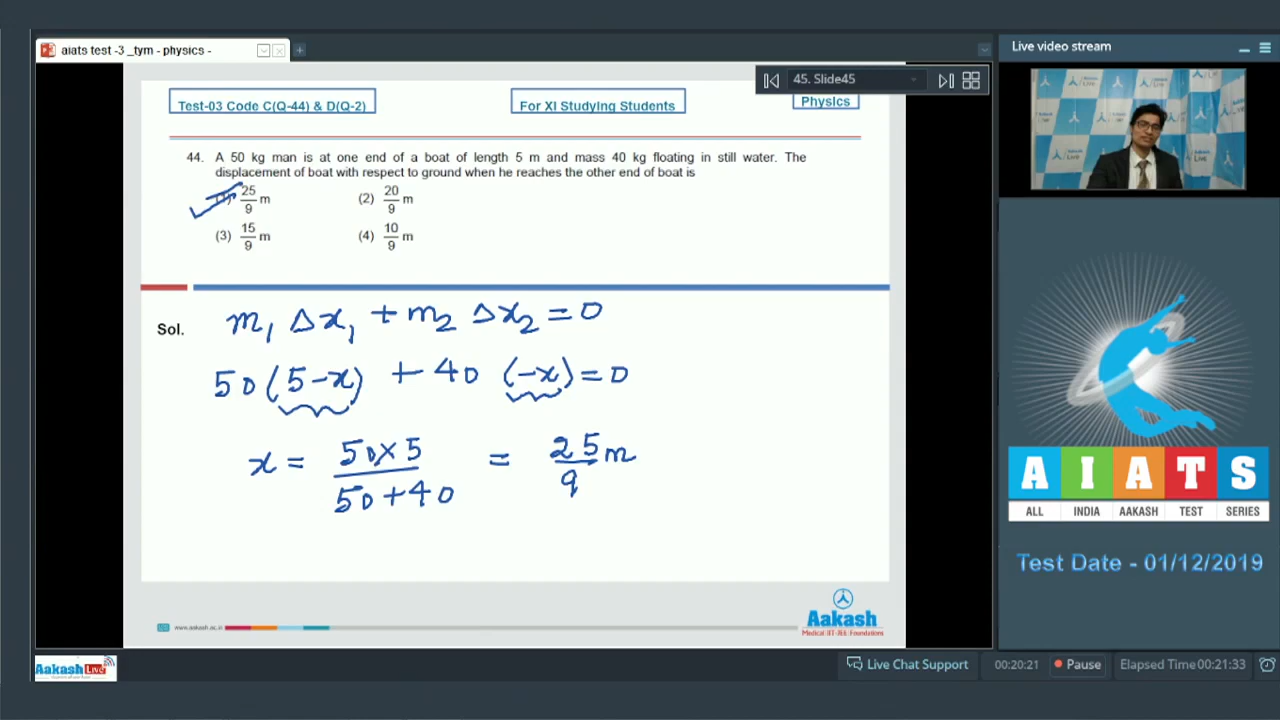 aiats test -3 _tym - physics -
Live video stream
45. Slide45
Test-03 Code C(Q-44) & D(Q-2)
For XI Studying Students
Physics
44. A 50 kg man is at one end of a boat of length 5 m and mass 40 kg floating in still water. The
displacement of boat with respect to ground when he reaches the other end of boat is
(1) 25/9 m (2) 20/9 m
(3) 15/9 m (4) 10/9 m
Sol. m₁ Δx₁ + m₂ Δx₂ = 0
50(5-x) + 40 (-x) = 0
x = 50×5/50+40 = 25/9 m
www.aakash.ac.in
Aakash
Medical|IIT-JEE|Foundations
Aakash Live
A I A T S
ALL INDIA AAKASH TEST SERIES
Test Date - 01/12/2019
Live Chat Support
00:20:21
Pause
Elapsed Time 00:21:33